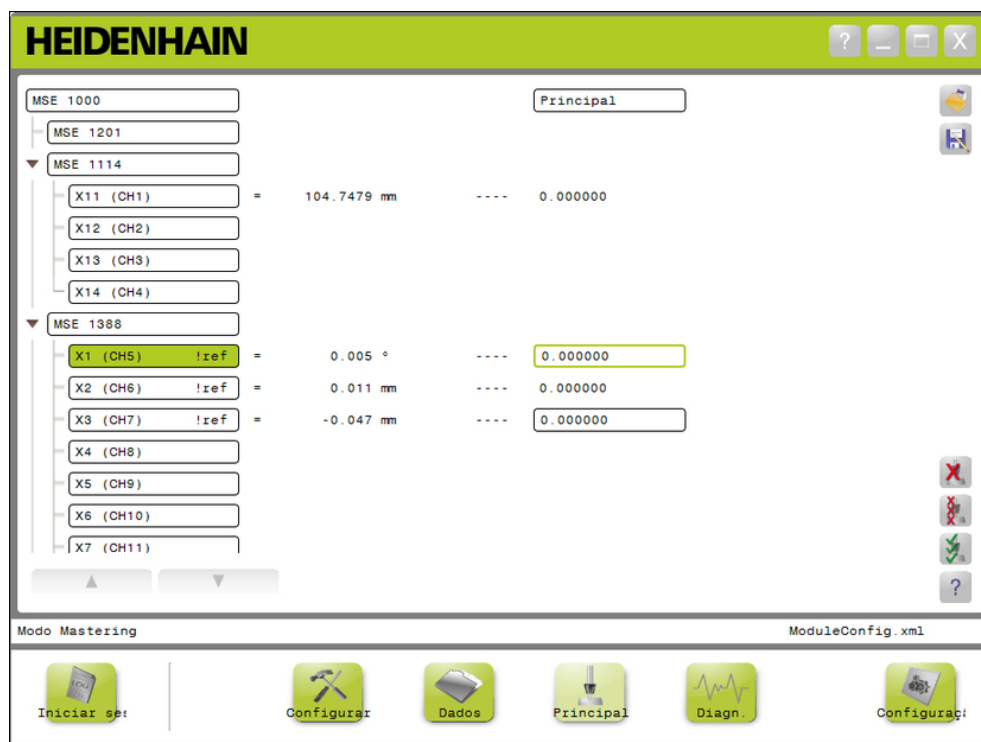 HEIDENHAIN
? _ X
MSE 1000 Principal
MSE 1201
MSE 1114
X11 (CH1) = 104.7479 mm ---- 0.000000
X12 (CH2)
X13 (CH3)
X14 (CH4)
MSE 1388
X1 (CH5) !ref = 0.005 ° ---- 0.000000
X2 (CH6) !ref = 0.011 mm ---- 0.000000
X3 (CH7) !ref = -0.047 mm ---- 0.000000
X4 (CH8)
X5 (CH9)
X6 (CH10)
X7 (CH11)
?
Modo Mastering ModuleConfig.xml
Iniciar ses Configurar Dados Principal Diagn. Configuraçã